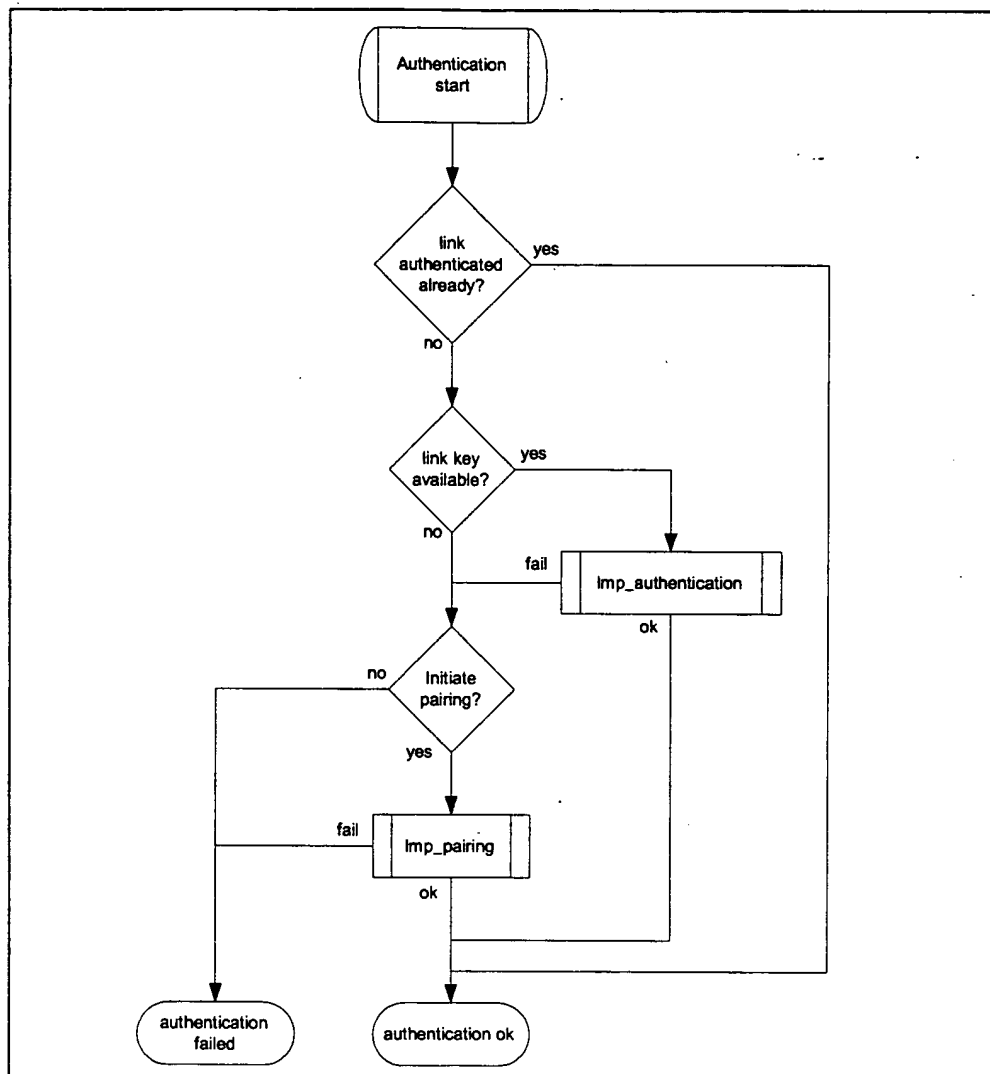 Authentication
start
link
authenticated
already?
yes
no
link key
available?
yes
no
fail
lmp_authentication
ok
no
Initiate
pairing?
yes
fail
lmp_pairing
ok
authentication
failed
authentication ok